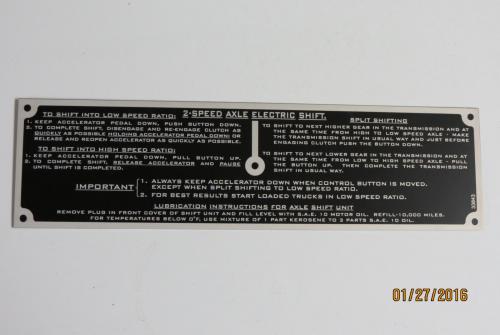 2-SPEED AXLE ELECTRIC SHIFT.
TO SHIFT INTO LOW SPEED RATIO:
1. KEEP ACCELERATOR PEDAL DOWN, PUSH BUTTON DOWN.
2. TO COMPLETE SHIFT, DISENGAGE AND RE-ENGAGE CLUTCH AS
QUICKLY AS POSSIBLE HOLDING ACCELERATOR PEDAL DOWN; OR
RELEASE AND REOPEN ACCELERATOR AS QUICKLY AS POSSIBLE.
TO SHIFT INTO HIGH SPEED RATIO:
1. KEEP ACCELERATOR PEDAL DOWN, PULL BUTTON UP.
2. TO COMPLETE SHIFT, RELEASE ACCELERATOR AND PAUSE
UNTIL SHIFT IS COMPLETED.
SPLIT SHIFTING
TO SHIFT TO NEXT HIGHER GEAR IN THE TRANSMISSION AND AT
THE SAME TIME FROM HIGH TO LOW SPEED AXLE - MAKE
THE TRANSMISSION SHIFT IN USUAL WAY AND JUST BEFORE
ENGAGING CLUTCH PUSH THE BUTTON DOWN.
TO SHIFT TO NEXT LOWER GEAR IN THE TRANSMISSION AND AT
THE SAME TIME FROM LOW TO HIGH SPEED AXLE - PULL
THE BUTTON UP. THEN COMPLETE THE TRANSMISSION
SHIFT IN USUAL WAY.
IMPORTANT
1. ALWAYS KEEP ACCELERATOR DOWN WHEN CONTROL BUTTON IS MOVED.
EXCEPT WHEN SPLIT SHIFTING TO LOW SPEED RATIO.
2. FOR BEST RESULTS START LOADED TRUCKS IN LOW SPEED RATIO.
LUBRICATION INSTRUCTIONS FOR AXLE SHIFT UNIT
REMOVE PLUG IN FRONT COVER OF SHIFT UNIT AND FILL LEVEL WITH S.A.E. 10 MOTOR OIL. REFILL-10,000 MILES.
FOR TEMPERATURES BELOW 0°F. USE MIXTURE OF 1 PART KEROSENE TO 3 PARTS S.A.E. 10 OIL.
01/27/2016